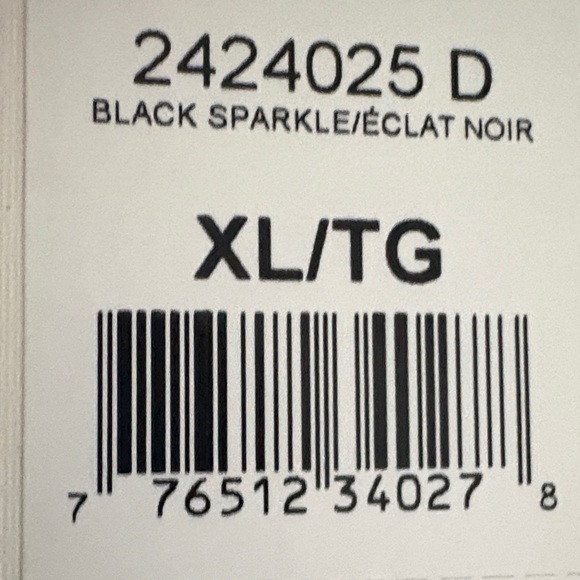 2424025 D
BLACK SPARKLE/ÉCLAT NOIR
XL/TG
7 76512 34027 8